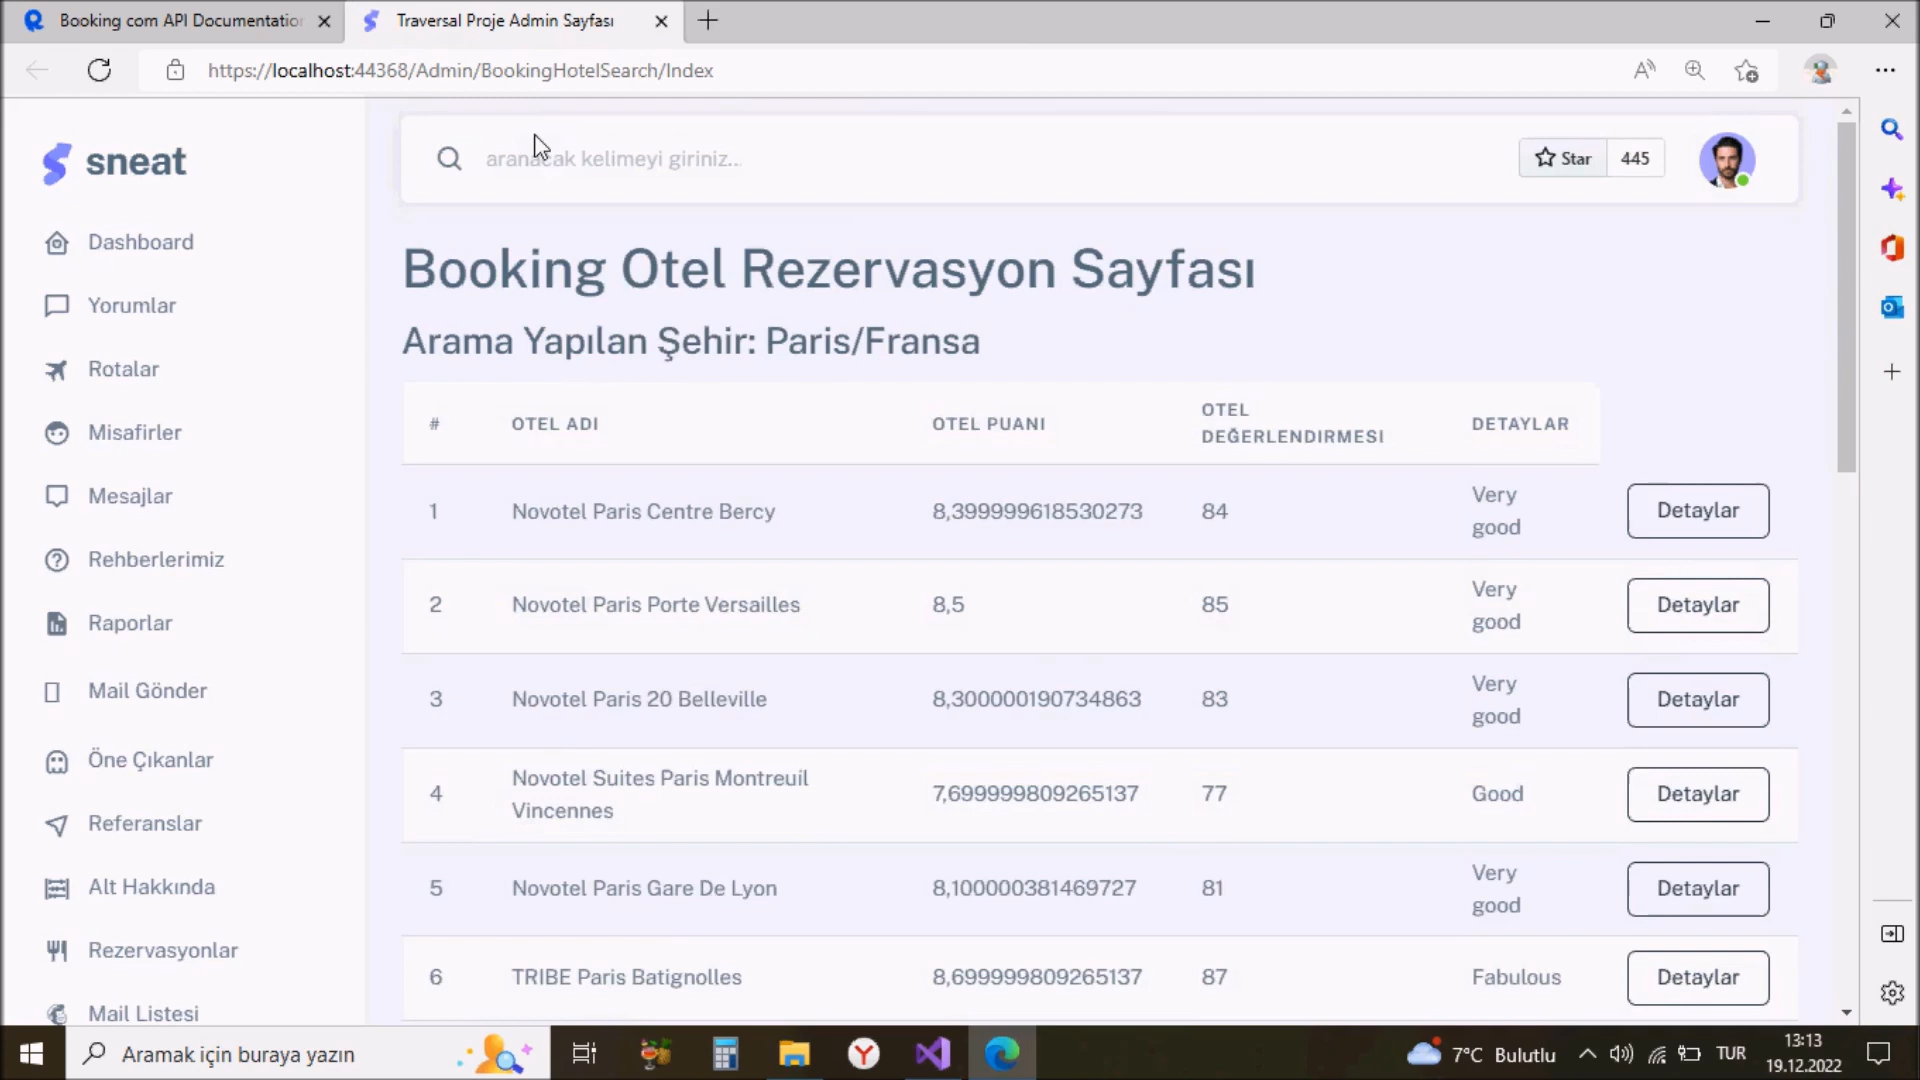 Booking com API Documentation
Traversal Proje Admin Sayfası
https://localhost:44368/Admin/BookingHotelSearch/Index
sneat
aranacak kelimeyi giriniz...
Star 445
Dashboard
Yorumlar
Rotalar
Misafirler
Mesajlar
Rehberlerimiz
Raporlar
Mail Gönder
Öne Çıkanlar
Referanslar
Alt Hakkında
Rezervasyonlar
Mail Listesi
Booking Otel Rezervasyon Sayfası
Arama Yapılan Şehir: Paris/Fransa
# OTEL ADI OTEL PUANI OTEL DEĞERLENDIRMESI DETAYLAR
1 Novotel Paris Centre Bercy 8,399999618530273 84 Very good Detaylar
2 Novotel Paris Porte Versailles 8,5 85 Very good Detaylar
3 Novotel Paris 20 Belleville 8,300000190734863 83 Very good Detaylar
4 Novotel Suites Paris Montreuil Vincennes 7,699999809265137 77 Good Detaylar
5 Novotel Paris Gare De Lyon 8,100000381469727 81 Very good Detaylar
6 TRIBE Paris Batignolles 8,699999809265137 87 Fabulous Detaylar
Aramak için buraya yazın
7°C Bulutlu
TUR
13:13
19.12.2022